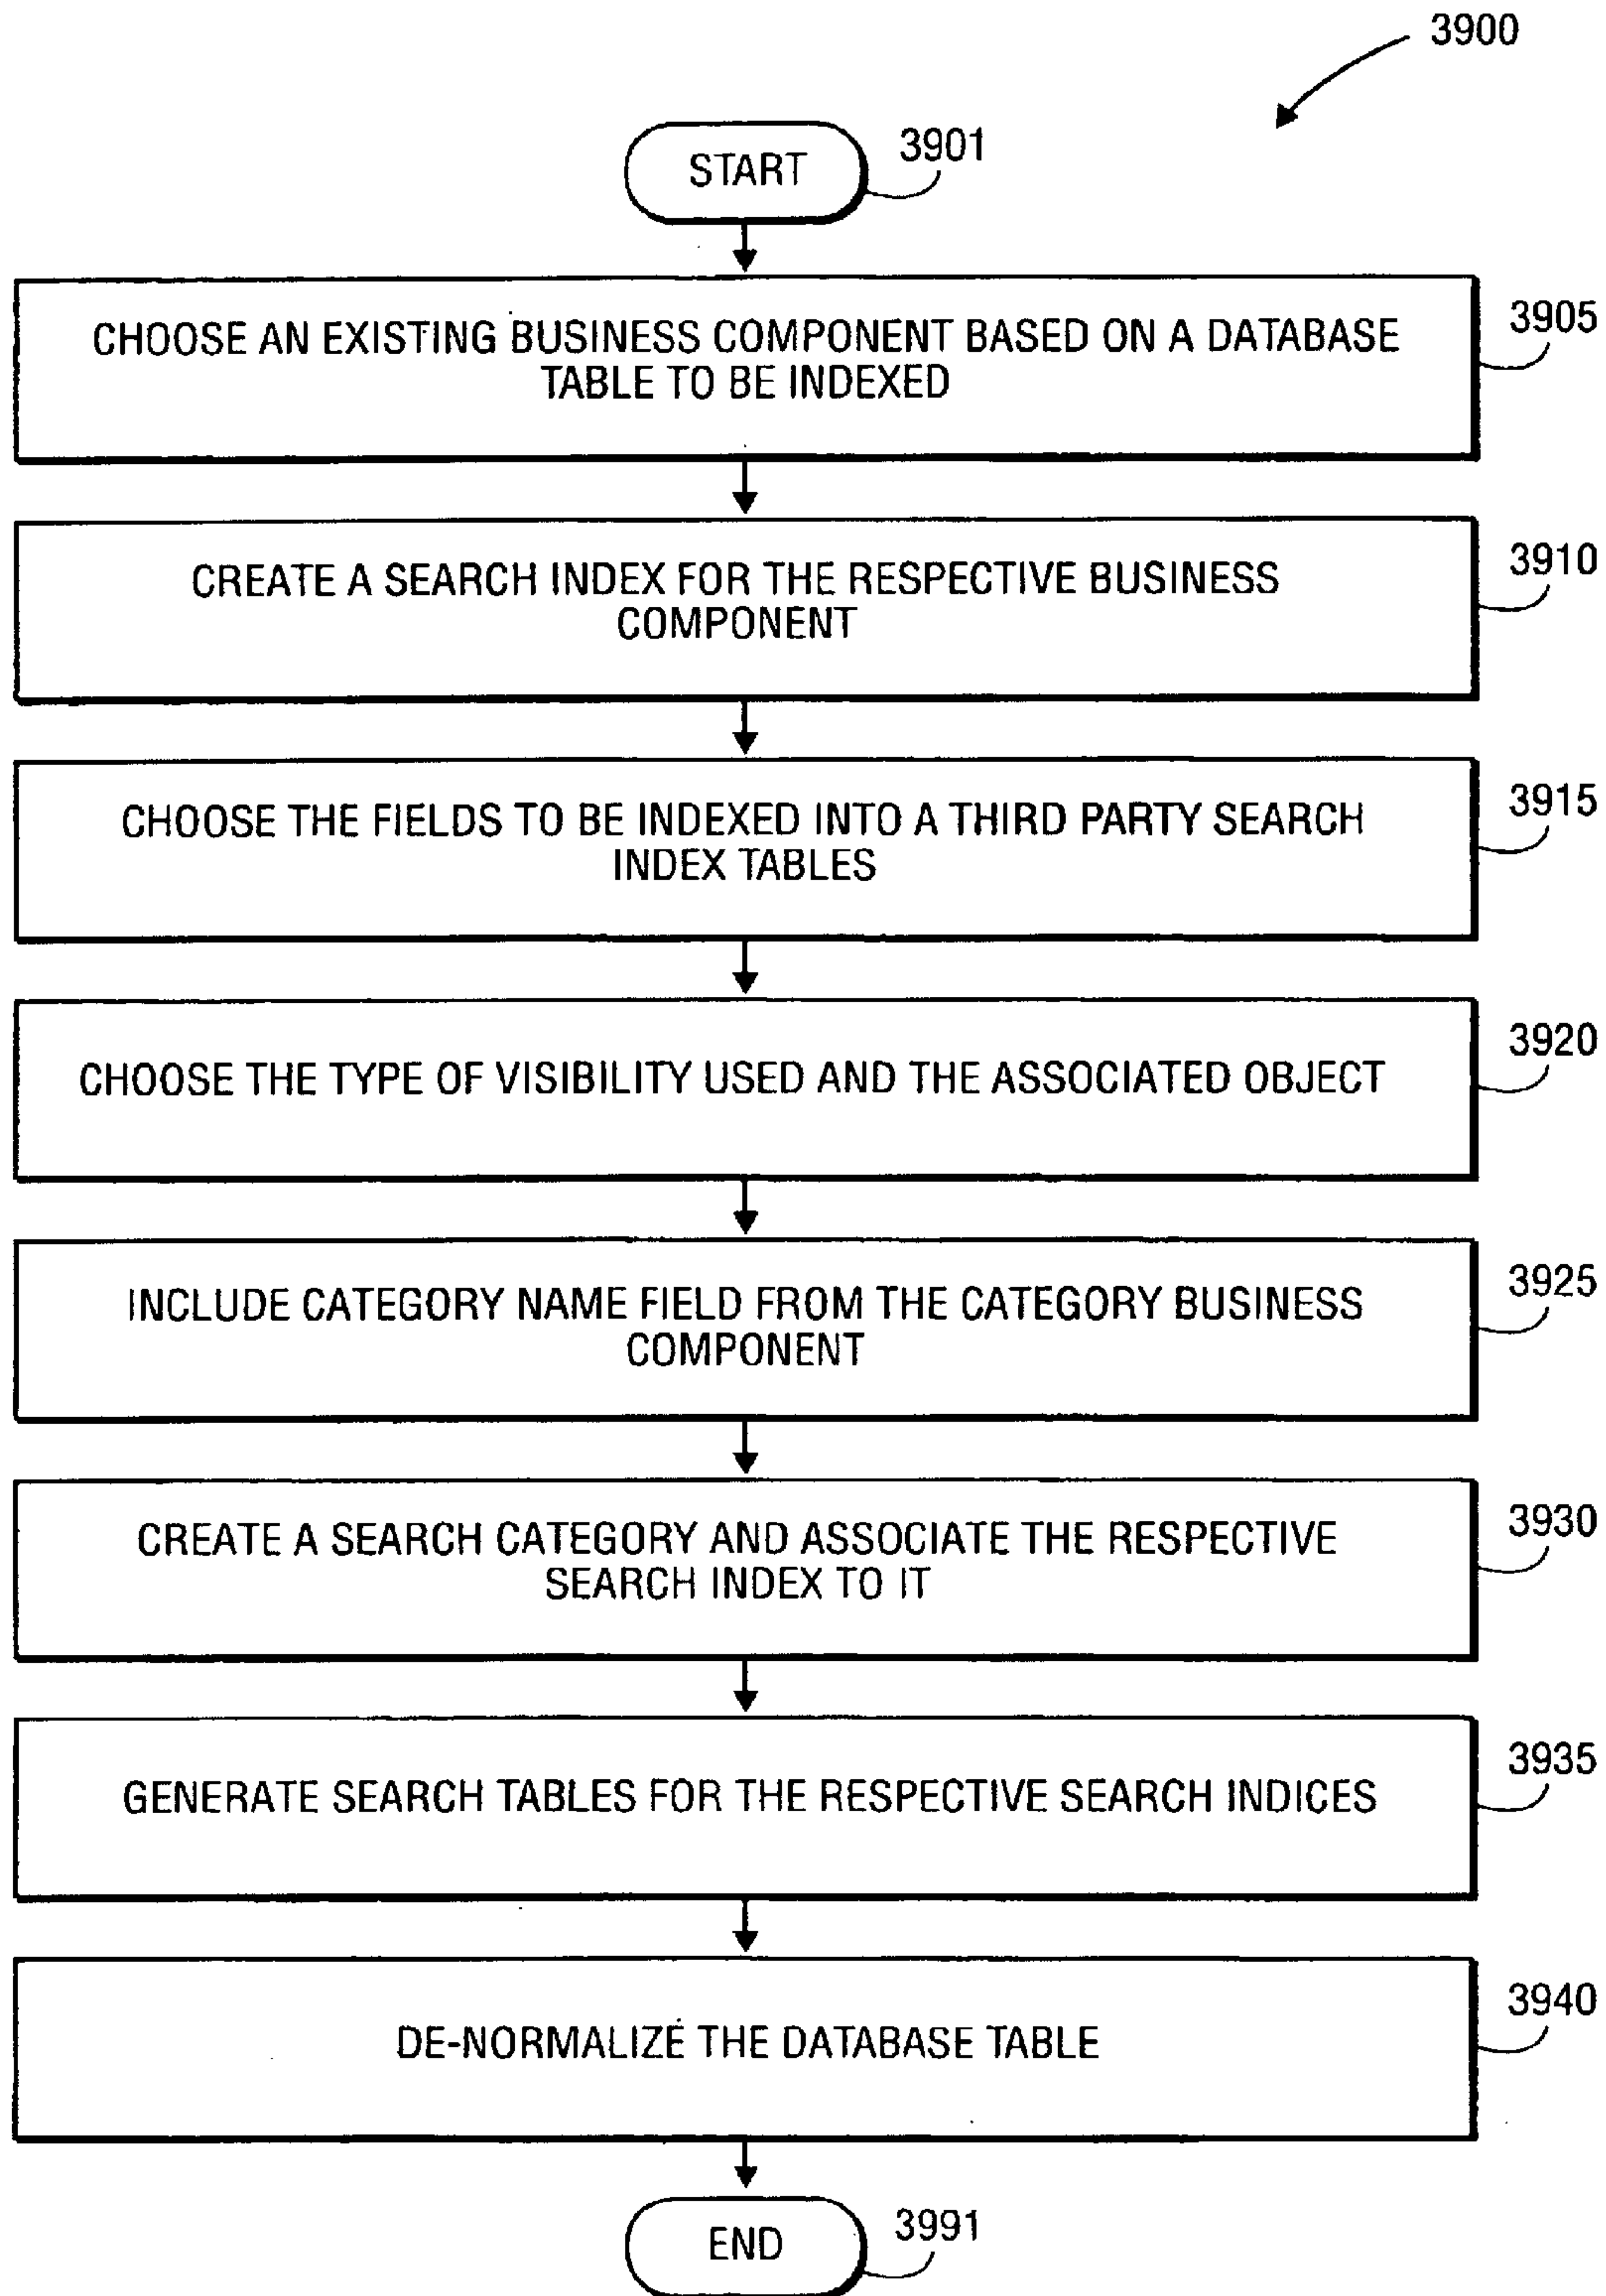 3900
START
3901
CHOOSE AN EXISTING BUSINESS COMPONENT BASED ON A DATABASE
TABLE TO BE INDEXED
3905
CREATE A SEARCH INDEX FOR THE RESPECTIVE BUSINESS
COMPONENT
3910
CHOOSE THE FIELDS TO BE INDEXED INTO A THIRD PARTY SEARCH
INDEX TABLES
3915
CHOOSE THE TYPE OF VISIBILITY USED AND THE ASSOCIATED OBJECT
3920
INCLUDE CATEGORY NAME FIELD FROM THE CATEGORY BUSINESS
COMPONENT
3925
CREATE A SEARCH CATEGORY AND ASSOCIATE THE RESPECTIVE
SEARCH INDEX TO IT
3930
GENERATE SEARCH TABLES FOR THE RESPECTIVE SEARCH INDICES
3935
DE-NORMALIZE THE DATABASE TABLE
3940
END
3991